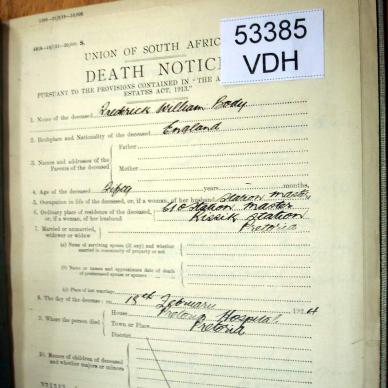 53385
VDH
UNION OF SOUTH AFRICA
DEATH NOTICE
PURSUANT TO THE PROVISIONS CONTAINED IN "THE A
ESTATES ACT, 1913."
1. Name of the deceased Frederick William Body
2. Birthplace and Nationality of the deceased England
3. Names and addresses of the Parents of the deceased
Father
Mother
4. Age of the deceased Fifty years months,
5. Occupation in life of the deceased, or, if a woman, of her husband Station Master
6. Ordinary place of residence of the deceased, or, if a woman, of her husband c/o Station Master
Kissik Station
Pretoria
7. Married or unmarried, widower or widow
(a) Name of surviving spouse (if any) and whether married in community of property or not
(b) Name or names and approximate date of death of predeceased spouse or spouses
(c) Place of last marriage
8. The day of the decease: on 13th February
9. Where the person died
House Pretoria Hospital
Town or Place Pretoria
District
10. Names of children of deceased and whether majors or minors